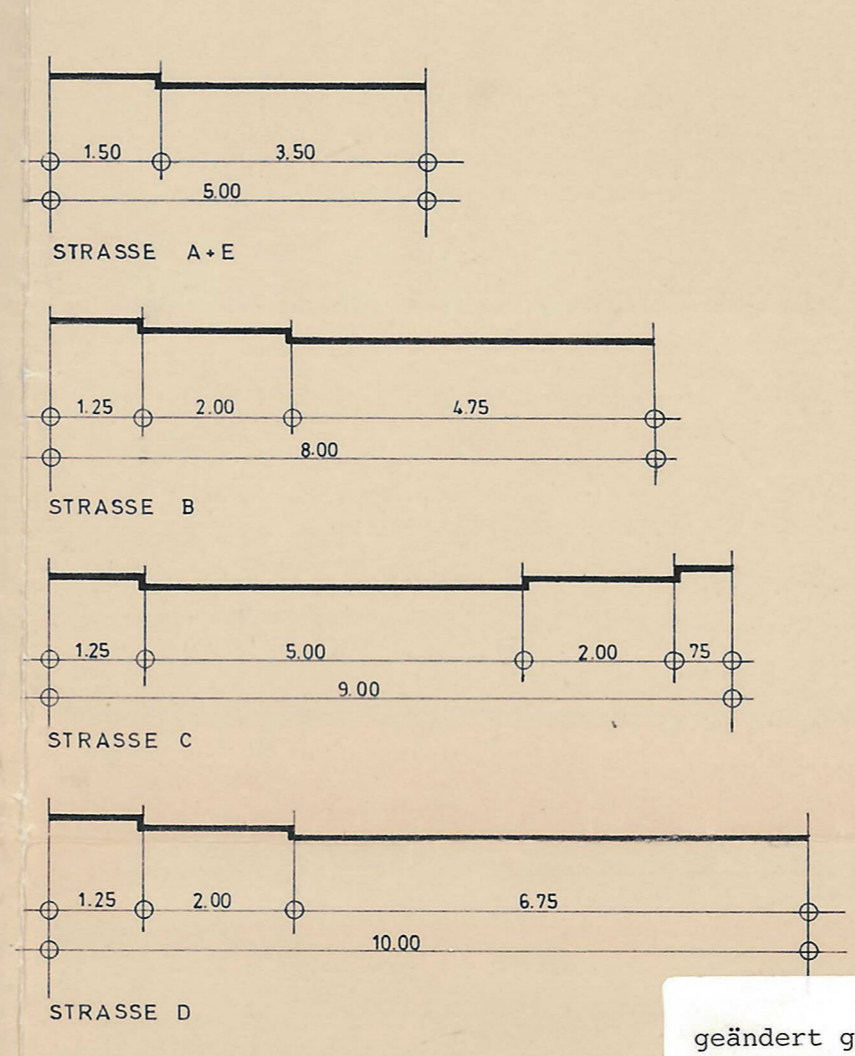 1.50 3.50
5.00
STRASSE A+E
1.25 2.00 4.75
8.00
STRASSE B
1.25 5.00 2.00 75
9.00
STRASSE C
1.25 2.00 6.75
10.00
STRASSE D
geändert g